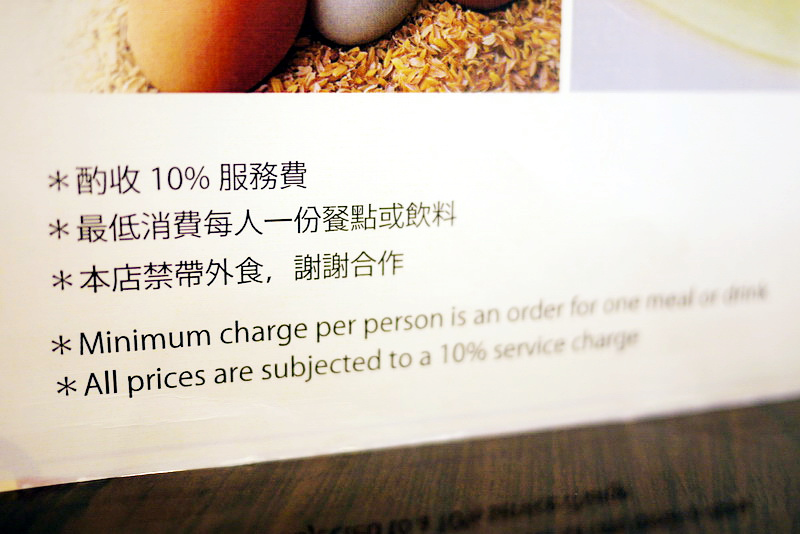 ＊酌收 10% 服務費
＊最低消費每人一份餐點或飲料
＊本店禁帶外食，謝謝合作
＊Minimum charge per person is an order for one meal or drink
＊All prices are subjected to a 10% service charge